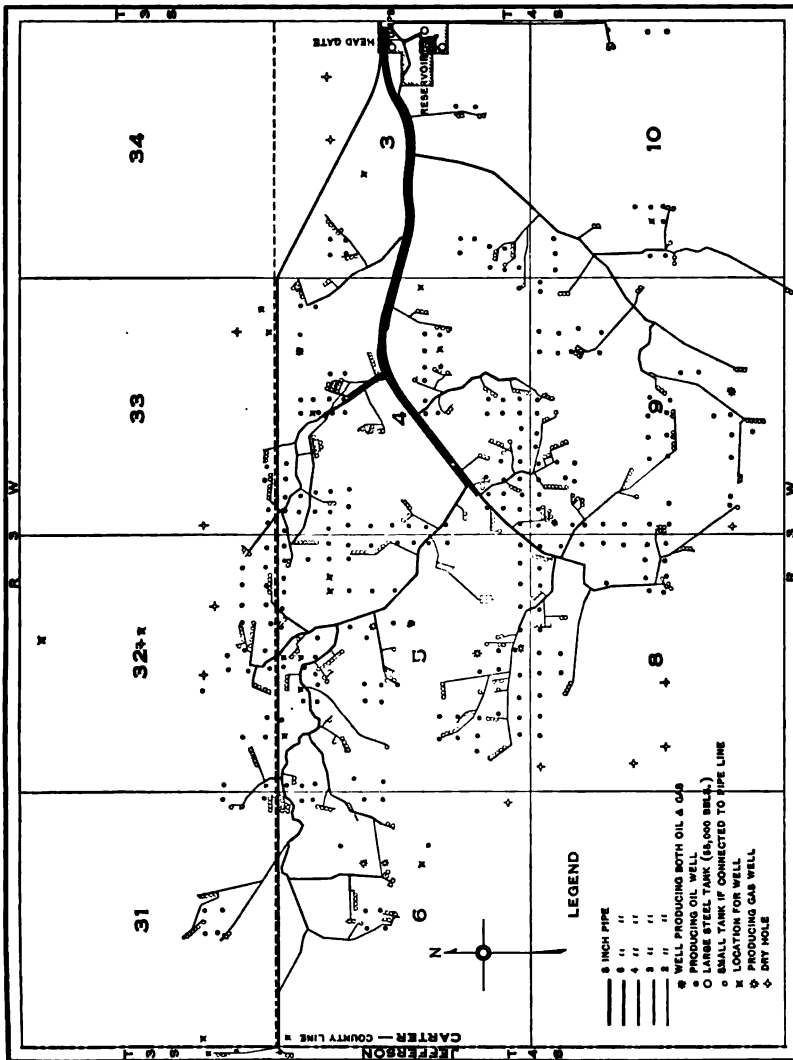 T 3 S
T 4 S
HEAD GATE
RESERVOIR
34
3
10
33
4
9
R 3 W
R 3 W
32
5
8
31
6
N
CARTER — COUNTY LINE
JEFFERSON
T 3 S
T 4 S
LEGEND
8 INCH PIPE
6 " "
4 " "
3 " "
2 " "
WELL PRODUCING BOTH OIL & GAS
PRODUCING OIL WELL
LARGE STEEL TANK (55,000 BBLS.)
SMALL TANK IF CONNECTED TO PIPE LINE
LOCATION FOR WELL
PRODUCING GAS WELL
DRY HOLE